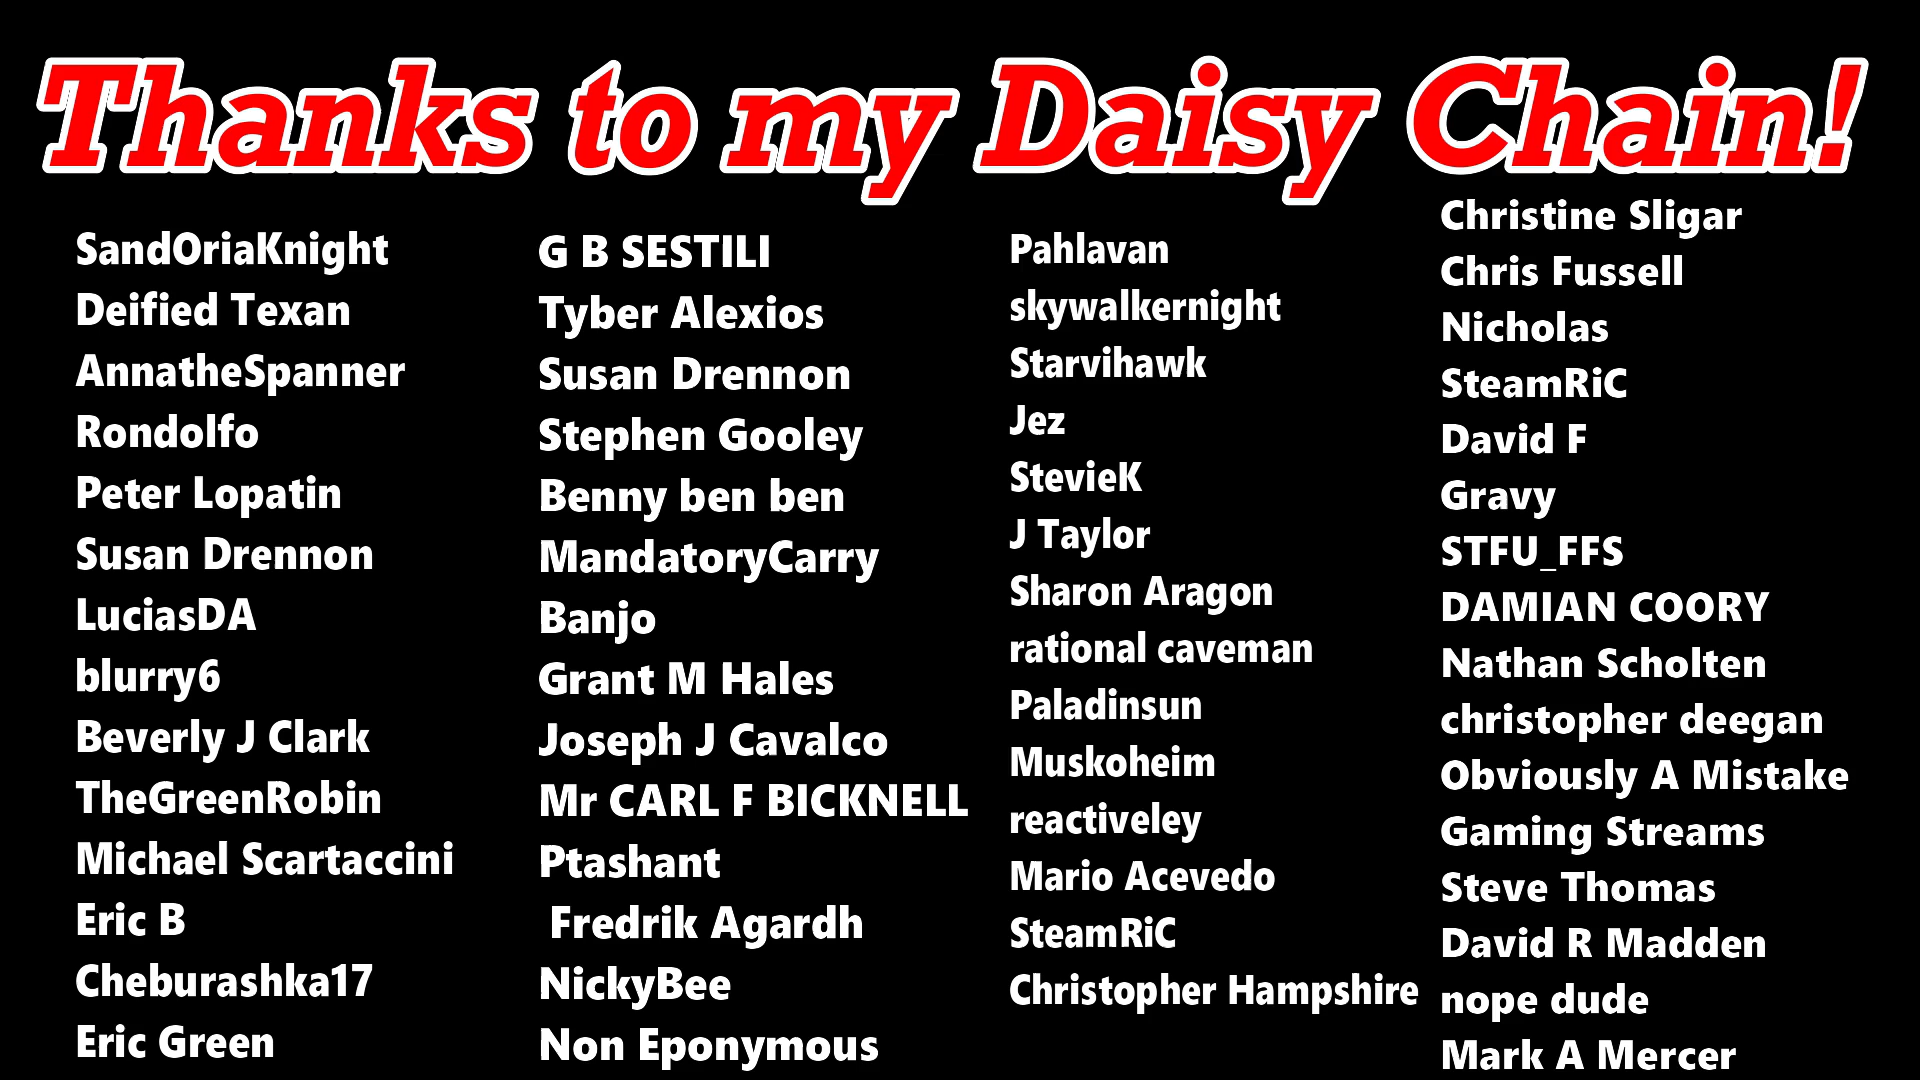 Thanks to my Daisy Chain!
SandOriaKnight
Deified Texan
AnnatheSpanner
Rondolfo
Peter Lopatin
Susan Drennon
LuciasDA
blurry6
Beverly J Clark
TheGreenRobin
Michael Scartaccini
Eric B
Cheburashka17
Eric Green
G B SESTILI
Tyber Alexios
Susan Drennon
Stephen Gooley
Benny ben ben
MandatoryCarry
Banjo
Grant M Hales
Joseph J Cavalco
Mr CARL F BICKNELL
Ptashant
Fredrik Agardh
NickyBee
Non Eponymous
Pahlavan
skywalkernight
Starvihawk
Jez
StevieK
J Taylor
Sharon Aragon
rational caveman
Paladinsun
Muskoheim
reactiveley
Mario Acevedo
SteamRiC
Christopher Hampshire
Christine Sligar
Chris Fussell
Nicholas
SteamRiC
David F
Gravy
STFU_FFS
DAMIAN COORY
Nathan Scholten
christopher deegan
Obviously A Mistake
Gaming Streams
Steve Thomas
David R Madden
nope dude
Mark A Mercer